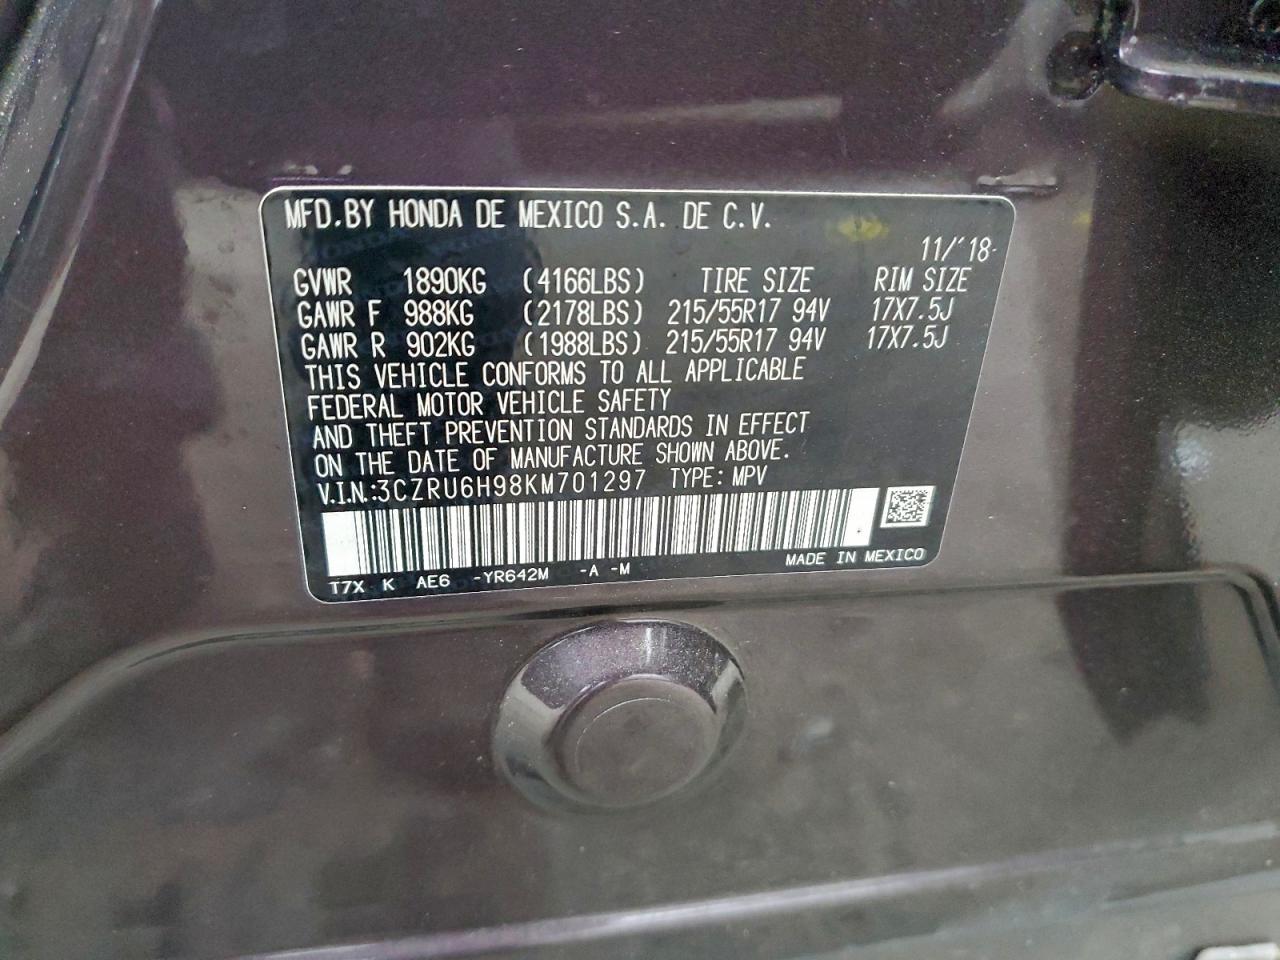 MFD.BY HONDA DE MEXICO S.A. DE C.V.
11/'18
GVWR 1890KG (4166LBS) TIRE SIZE RIM SIZE
GAWR F 988KG (2178LBS) 215/55R17 94V 17X7.5J
GAWR R 902KG (1988LBS) 215/55R17 94V 17X7.5J
THIS VEHICLE CONFORMS TO ALL APPLICABLE
FEDERAL MOTOR VEHICLE SAFETY
AND THEFT PREVENTION STANDARDS IN EFFECT
ON THE DATE OF MANUFACTURE SHOWN ABOVE.
V.I.N.:3CZRU6H98KM701297 TYPE: MPV
T7X K AE6 -YR642M -A -M MADE IN MEXICO